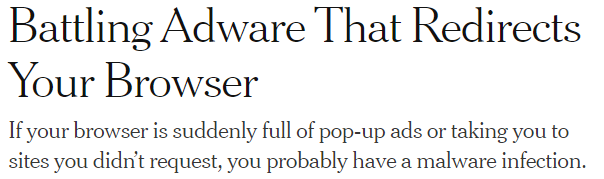 Battling Adware That Redirects
Your Browser
If your browser is suddenly full of pop-up ads or taking you to
sites you didn’t request, you probably have a malware infection.